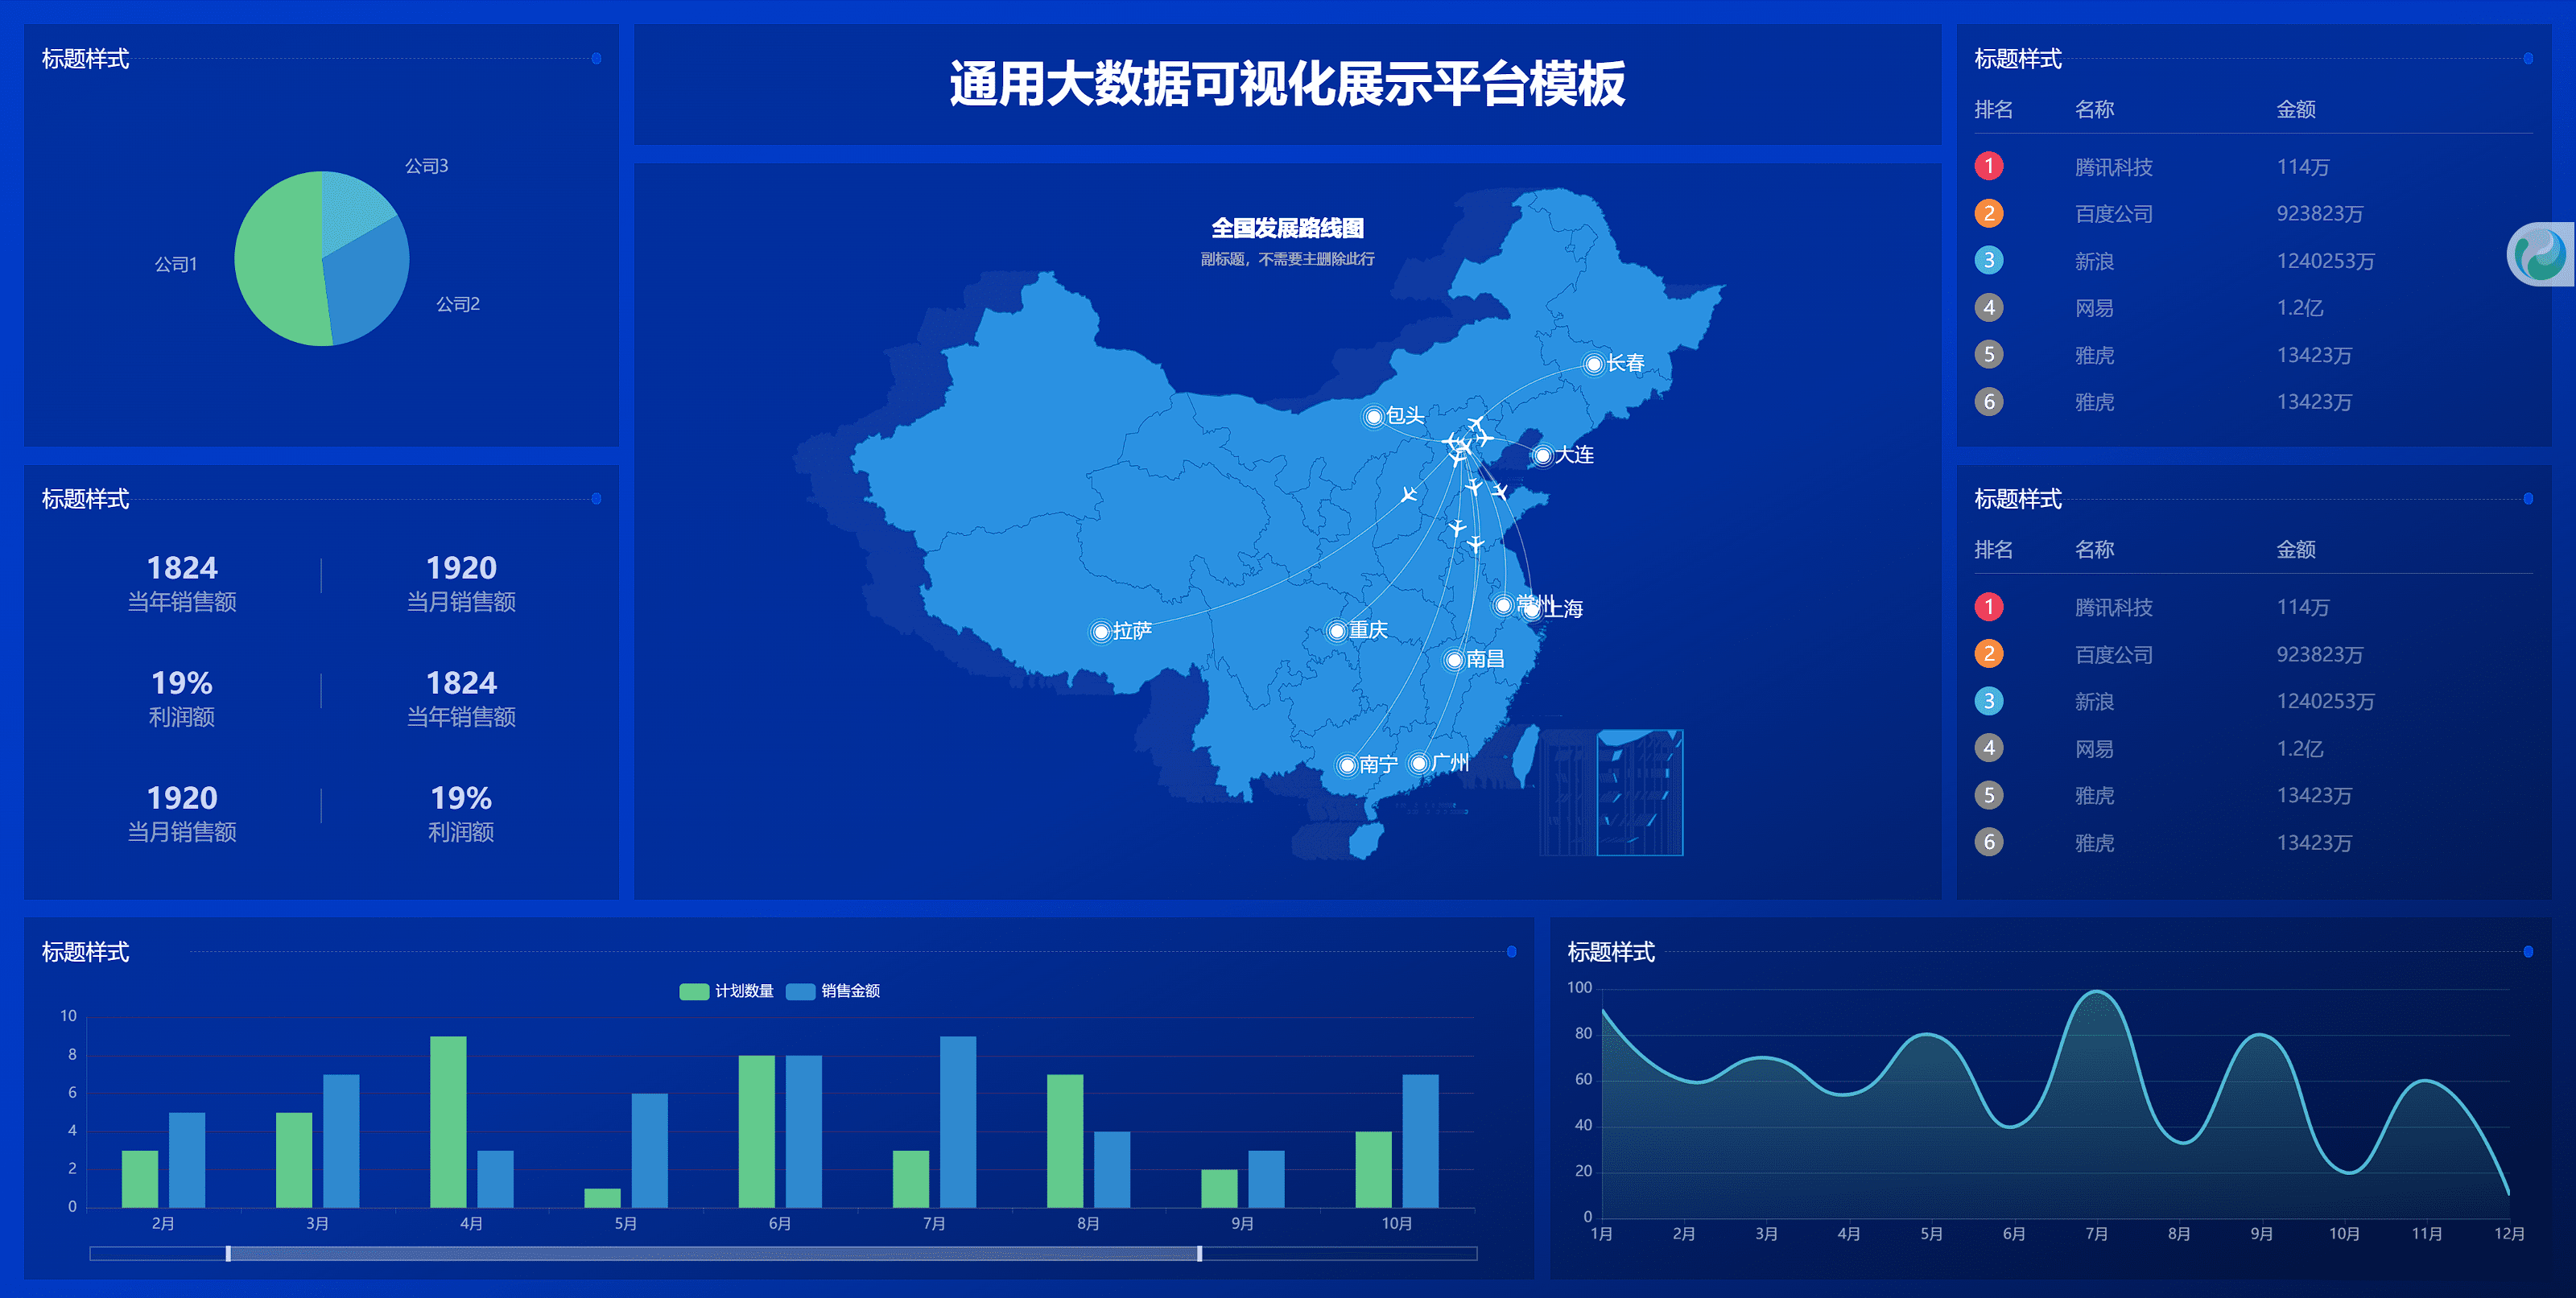 标题样式
公司3
公司1
公司2
标题样式
1824
当年销售额
1920
当月销售额
19%
利润额
1824
当年销售额
1920
当月销售额
19%
利润额
通用大数据可视化展示平台模板
全国发展路线图
副标题，不需要主删除此行
长春
包头
大连
常州
上海
拉萨
重庆
南昌
南宁
广州
标题样式
排名 名称 金额
1 腾讯科技 114万
2 百度公司 923823万
3 新浪 1240253万
4 网易 1.2亿
5 雅虎 13423万
6 雅虎 13423万
标题样式
排名 名称 金额
1 腾讯科技 114万
2 百度公司 923823万
3 新浪 1240253万
4 网易 1.2亿
5 雅虎 13423万
6 雅虎 13423万
标题样式
计划数量 销售金额
10
8
6
4
2
0
2月 3月 4月 5月 6月 7月 8月 9月 10月
标题样式
100
80
60
40
20
0
1月 2月 3月 4月 5月 6月 7月 8月 9月 10月 11月 12月